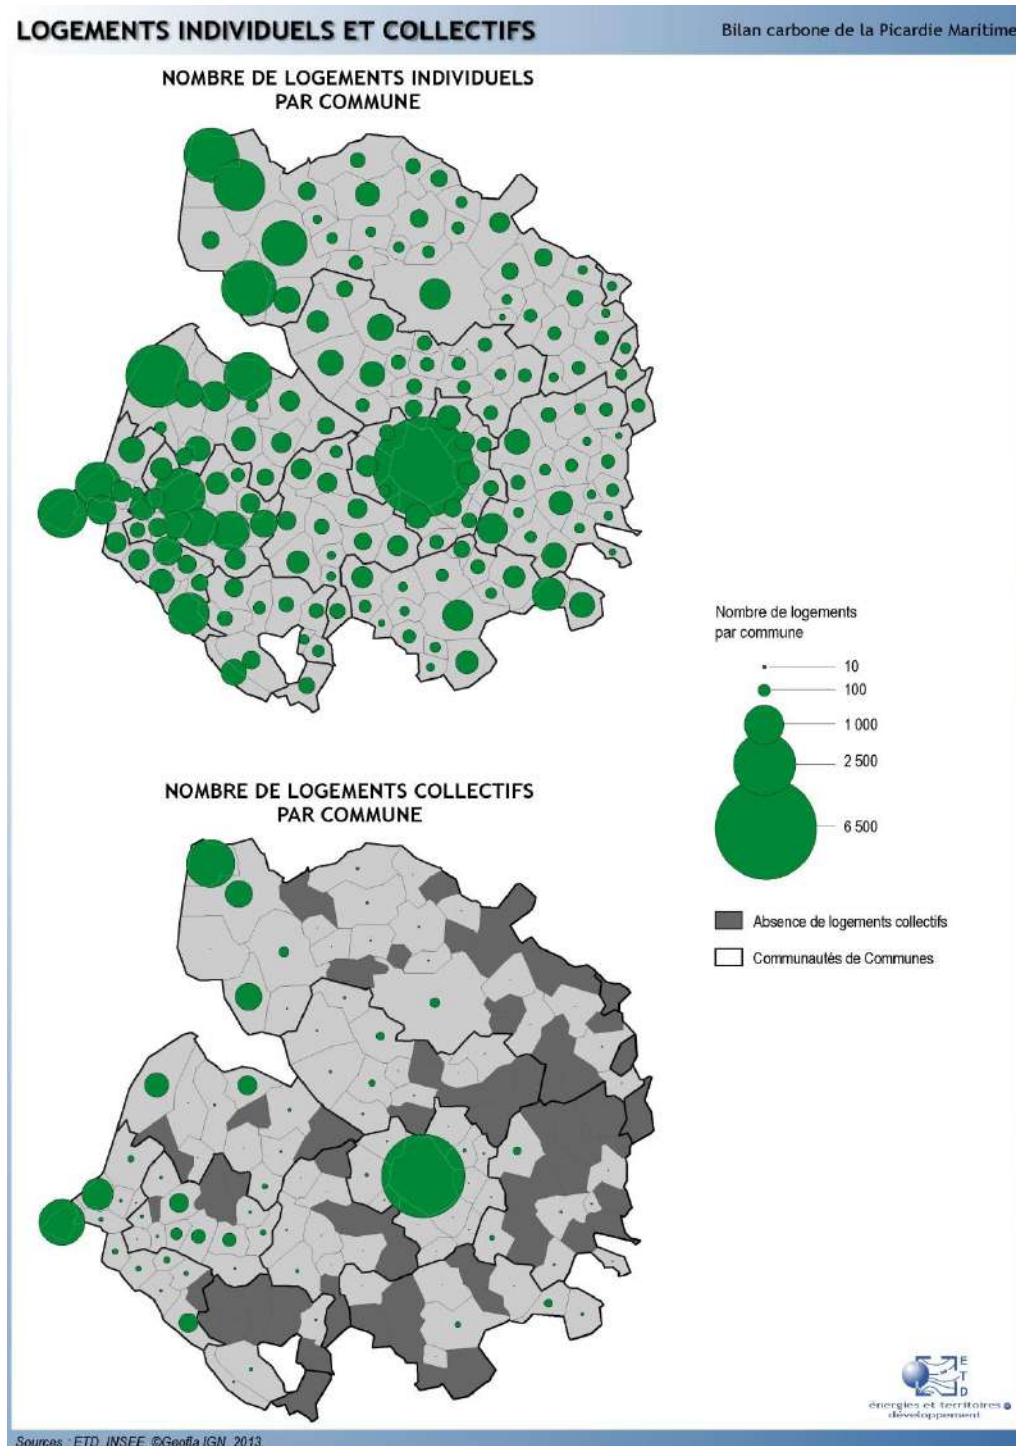 LOGEMENTS INDIVIDUELS ET COLLECTIFS
Bilan carbone de la Picardie Maritime
NOMBRE DE LOGEMENTS INDIVIDUELS
PAR COMMUNE
Nombre de logements
par commune
10
100
1 000
2 500
6 500
NOMBRE DE LOGEMENTS COLLECTIFS
PAR COMMUNE
Absence de logements collectifs
Communautés de Communes
E
T
D
énergies et territoires
développement
Sources : ETD, INSEE, ©Geofla IGN, 2013